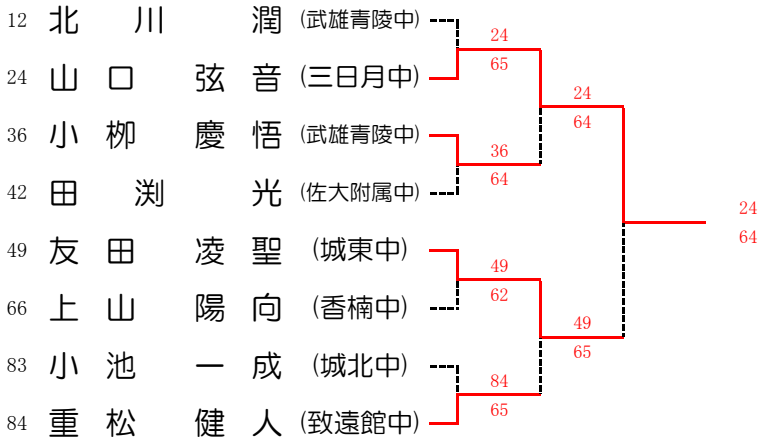 12 北川 潤 (武雄青陵中)
24 山口 弦音 (三日月中)
36 小栁 慶悟 (武雄青陵中)
42 田渕 光 (佐大附属中)
49 友田 凌聖 (城東中)
66 上山 陽向 (香楠中)
83 小池 一成 (城北中)
84 重松 健人 (致遠館中)
24
65
36
64
49
62
84
65
24
64
49
65
24
64